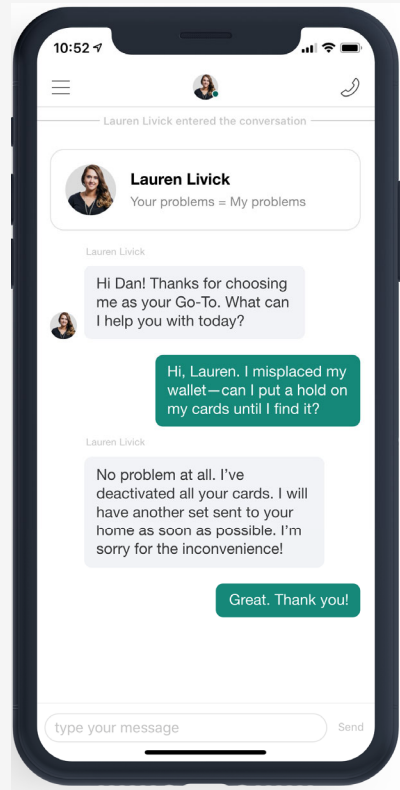 10:52
Lauren Livick entered the conversation
Lauren Livick
Your problems = My problems
Lauren Livick
Hi Dan! Thanks for choosing
me as your Go-To. What can
I help you with today?
Hi, Lauren. I misplaced my
wallet—can I put a hold on
my cards until I find it?
Lauren Livick
No problem at all. I've
deactivated all your cards. I will
have another set sent to your
home as soon as possible. I'm
sorry for the inconvenience!
Great. Thank you!
type your message
Send